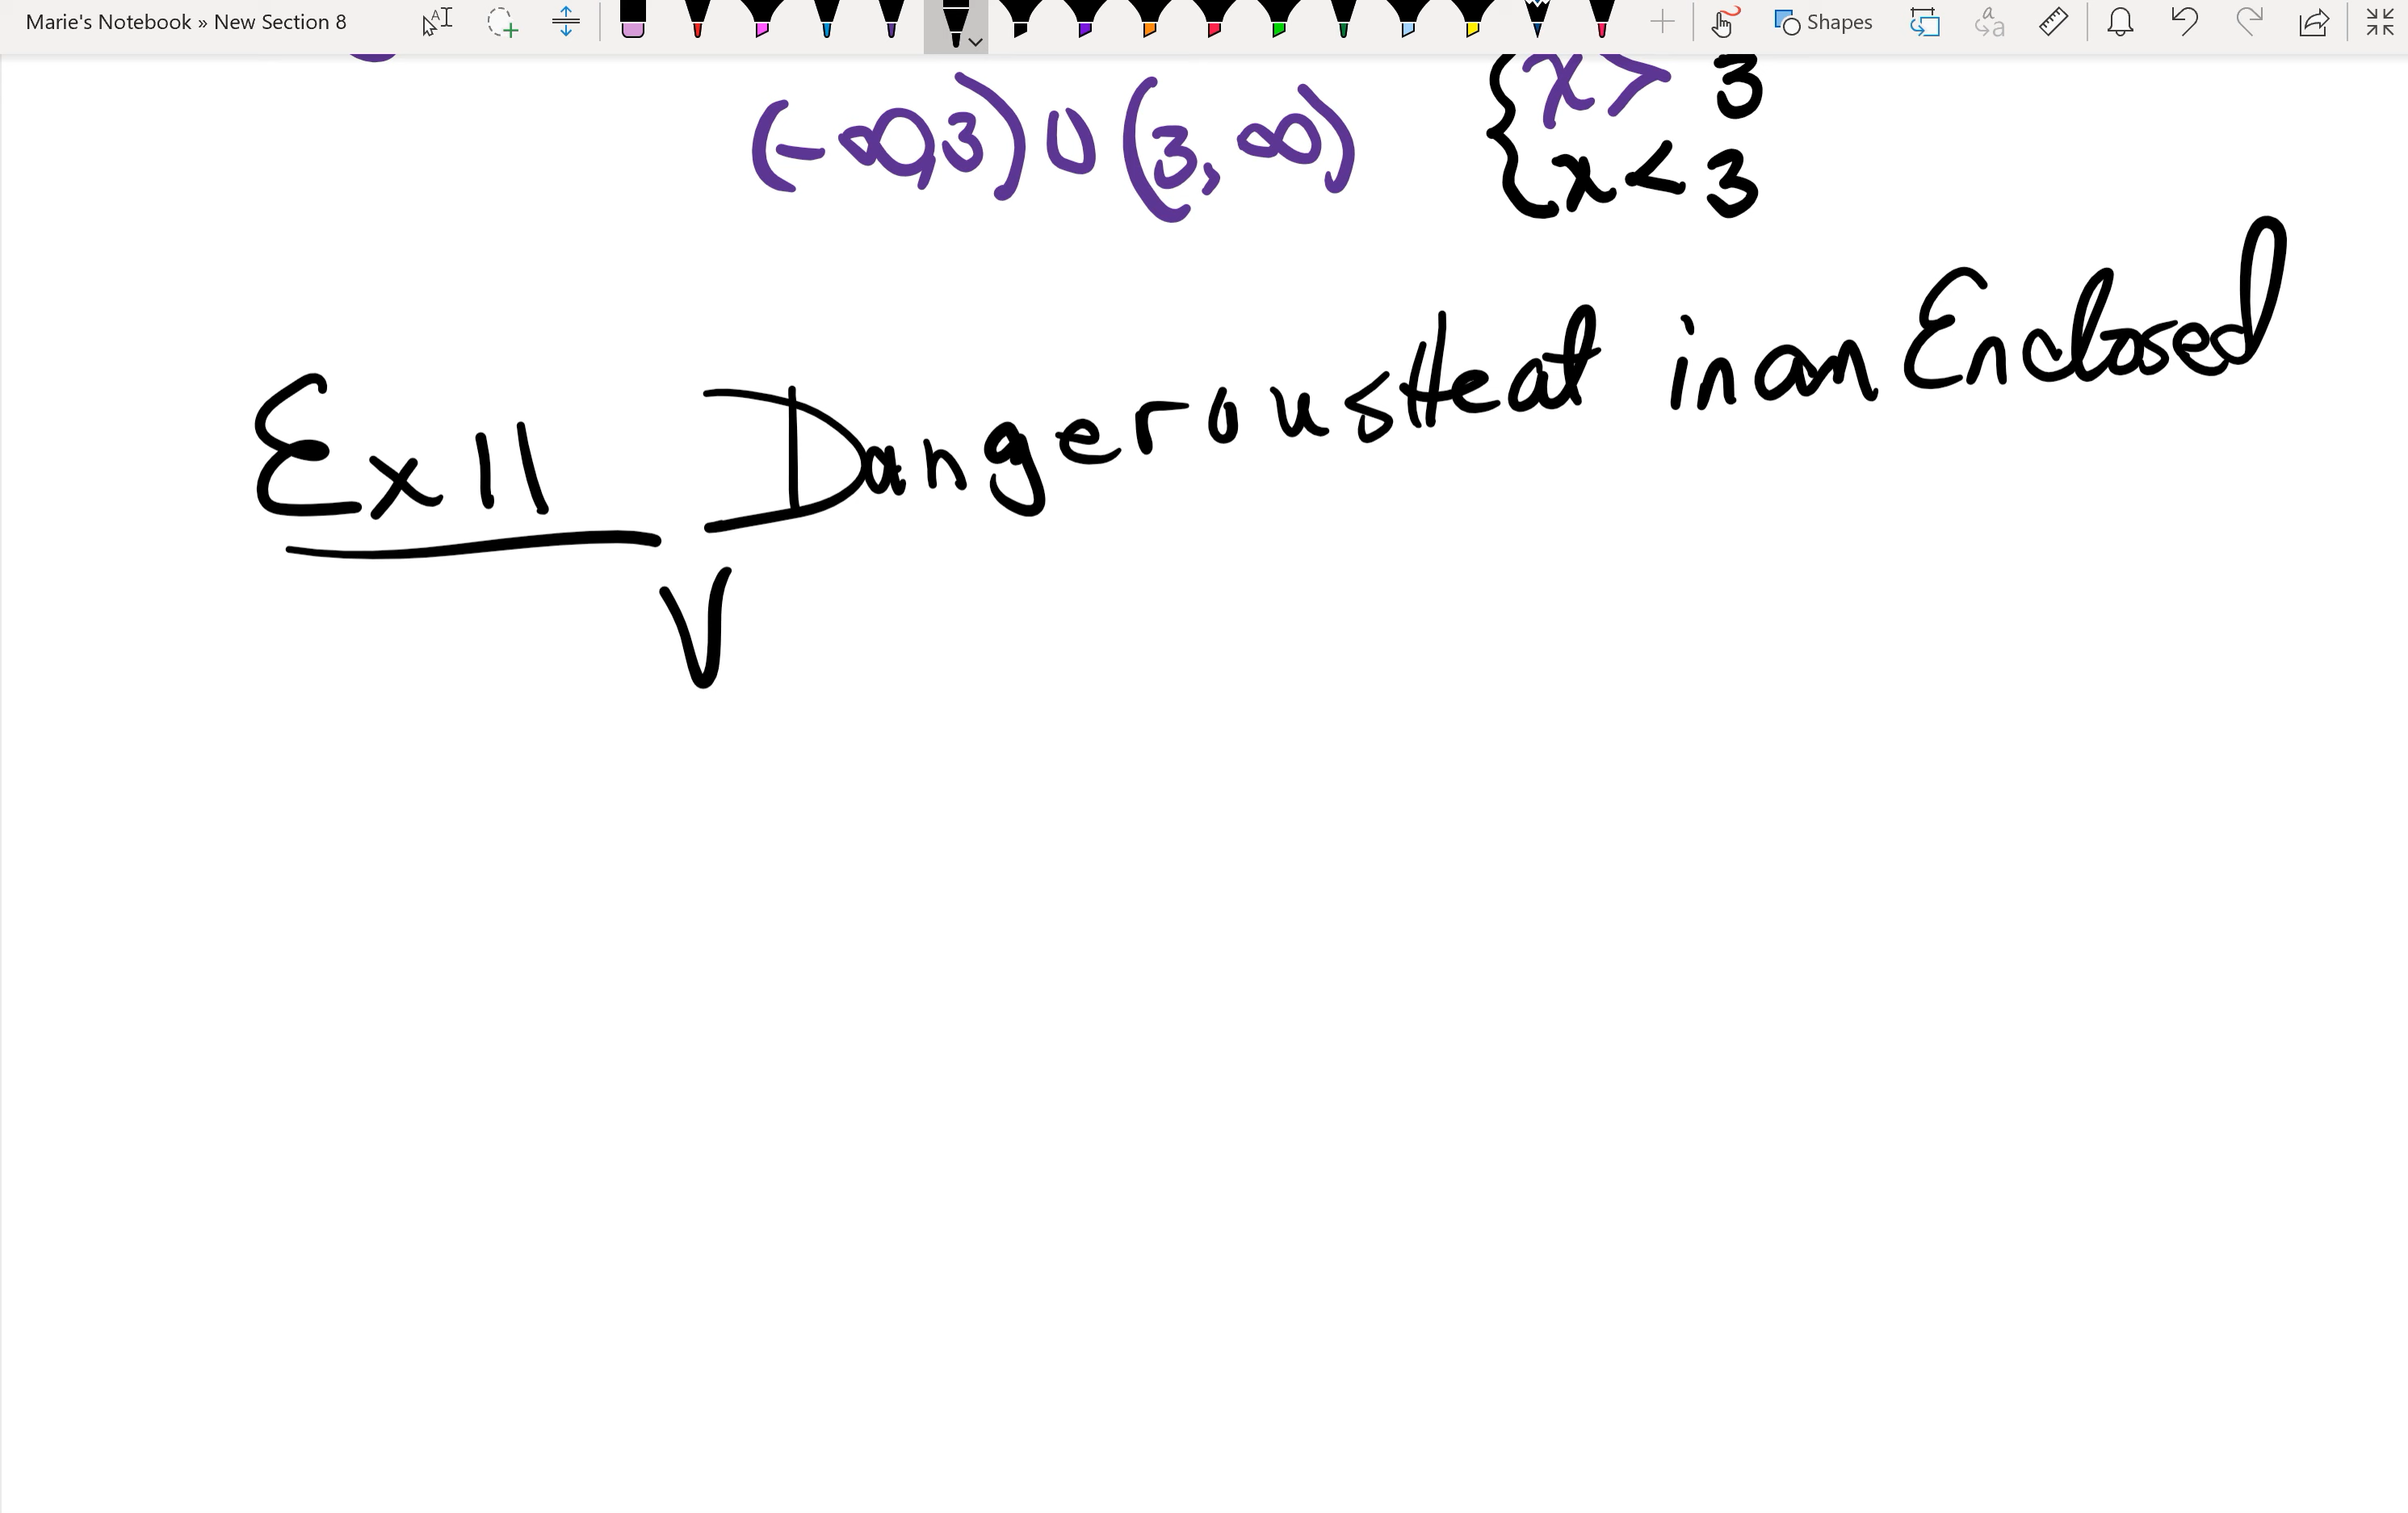 Marie's Notebook » New Section 8
Shapes
(-∞,3)∪(3,∞)
{x> 3
{x<3
Ex 11 Dangerous Heat in an Enclosed
V